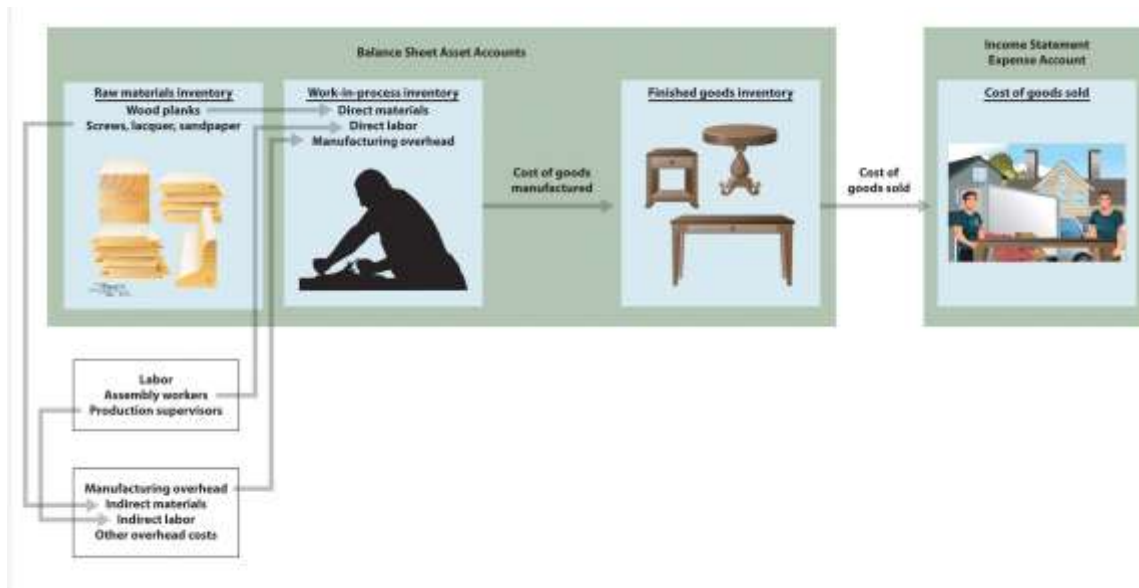 Balance Sheet Asset Accounts
Income Statement
Expense Account
Raw materials inventory
Wood planks
Screws, lacquer, sandpaper
Work-in-process inventory
Direct materials
Direct labor
Manufacturing overhead
Cost of goods
manufactured
Finished goods inventory
Cost of
goods sold
Cost of goods sold
Labor
Assembly workers
Production supervisors
Manufacturing overhead
Indirect materials
Indirect labor
Other overhead costs